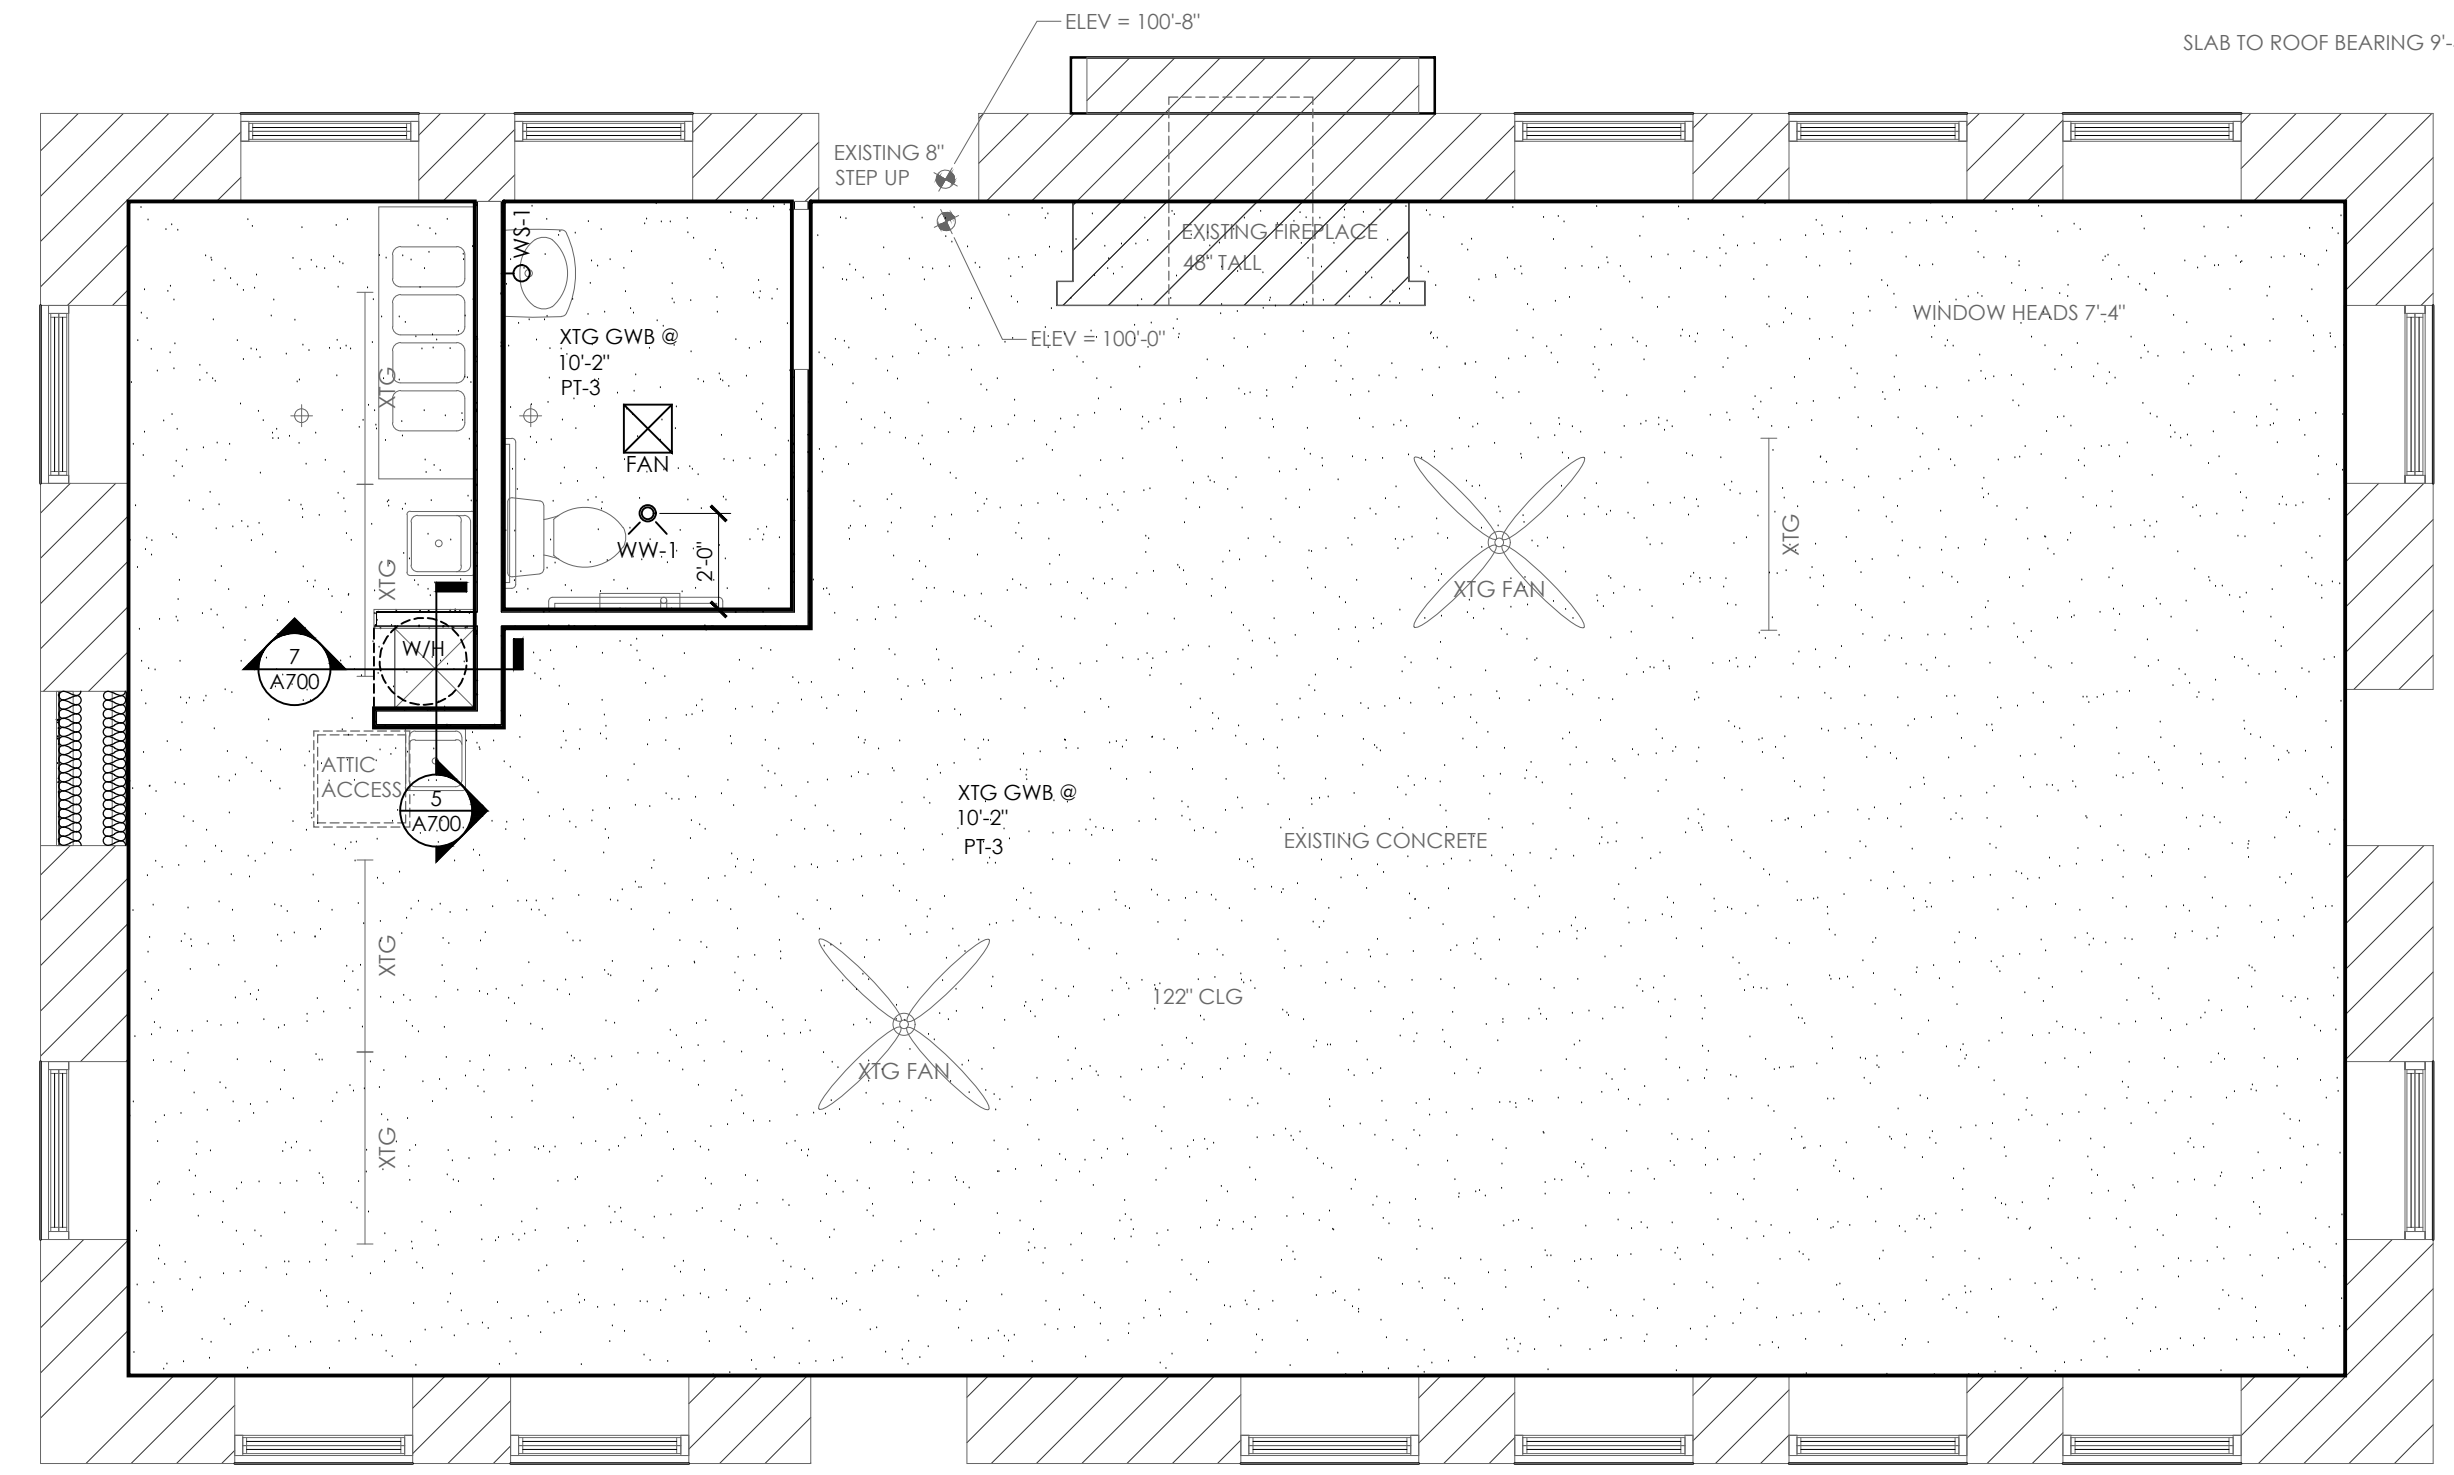 ELEV = 100'-8"
SLAB TO ROOF BEARING 9'-
EXISTING 8"
STEP UP
WS-1
EXISTING FIREPLACE
48" TALL
WINDOW HEADS 7'-4"
XTG GWB @
10'-2"
PT-3
ELEV = 100'-0"
XTG
FAN
XTG
WW-1
2'-0"
XTG
XTG FAN
W/H
7
A700
ATTIC
ACCESS
5
A700
XTG GWB @
10'-2"
PT-3
EXISTING CONCRETE
XTG
122" CLG
XTG FAN
XTG